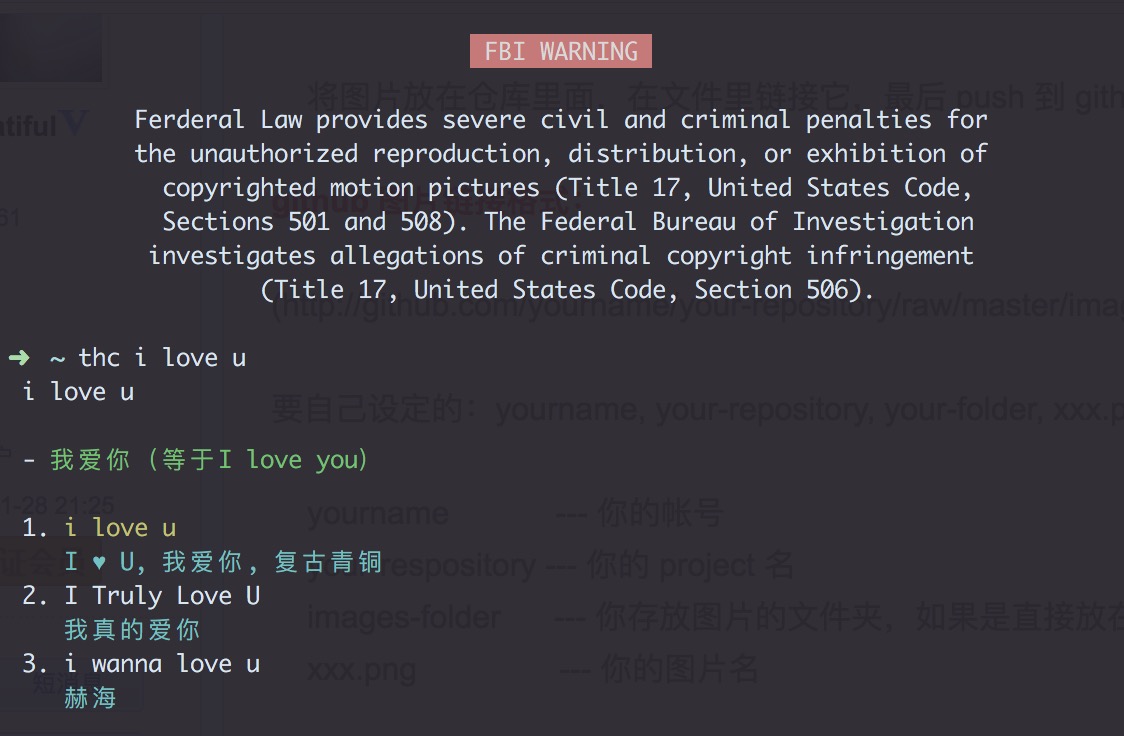 FBI WARNING
将图片放在仓库里面，在文件里链接它，最后 push 到 gith
Ferderal Law provides severe civil and criminal penalties for
the unauthorized reproduction, distribution, or exhibition of
copyrighted motion pictures (Title 17, United States Code,
github 图片链接格式：
Sections 501 and 508). The Federal Bureau of Investigation
investigates allegations of criminal copyright infringement
(Title 17, United States Code, Section 506).
(http://github.com/yourname/your-repository/raw/master/imag
➜ ~ thc i love u
i love u
要自己设定的：yourname, your-repository, your-folder, xxx.p
- 我爱你（等于I love you）
1-28 21:25
yourname --- 你的帐号
1. i love u
I ♥ U, 我爱你, 复古青铜
your-respository --- 你的 project 名
2. I Truly Love U
我真的爱你
images-folder --- 你存放图片的文件夹，如果是直接放在
3. i wanna love u
赫海
xxx.png --- 你的图片名